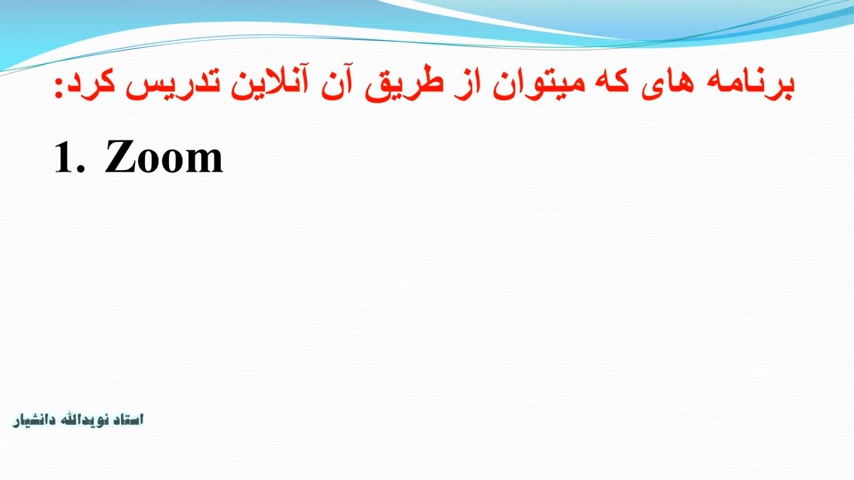 برنامه های که میتوان از طریق آن آنلاین تدریس کرد:
1. Zoom
استاد نویدالله دانشیار